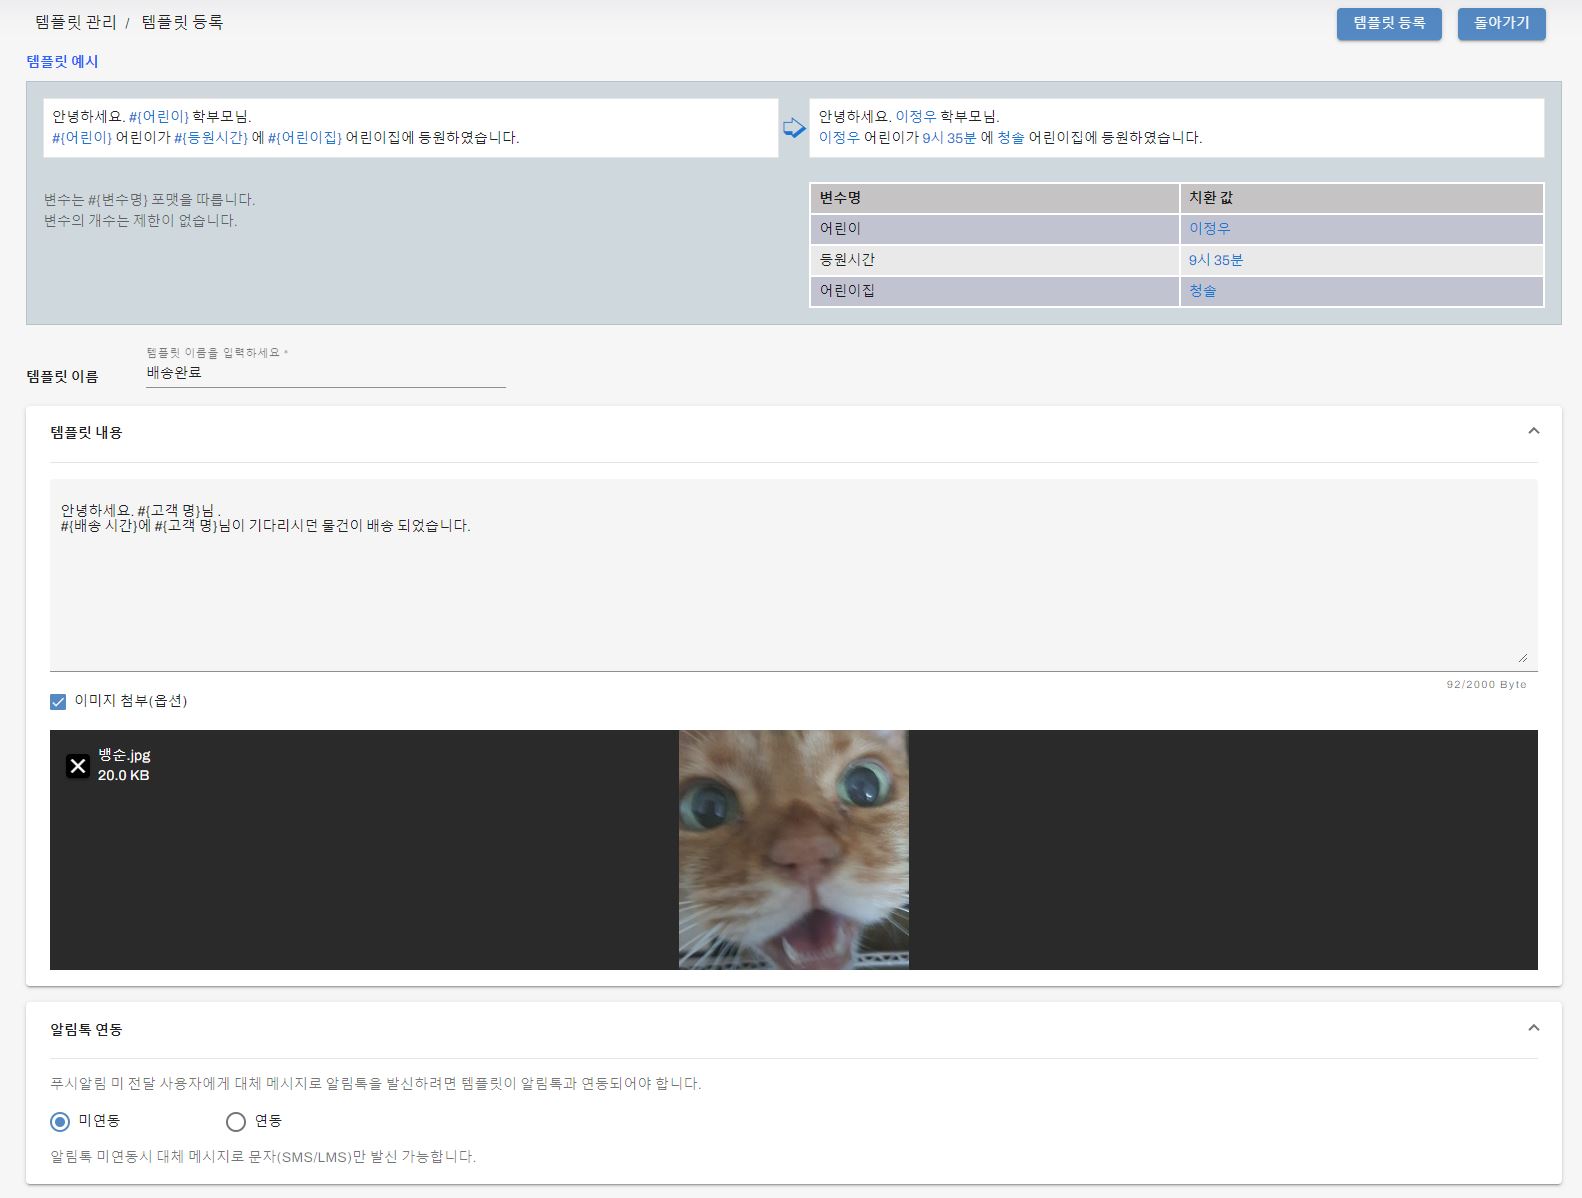 템플릿 관리 / 템플릿 등록
템플릿 등록
돌아가기
템플릿 예시
안녕하세요. #{어린이} 학부모님.
#{어린이} 어린이가 #{등원시간} 에 #{어린이집} 어린이집에 등원하였습니다.
안녕하세요. 이정우 학부모님.
이정우 어린이가 9시 35분 에 청솔 어린이집에 등원하였습니다.
변수는 #{변수명} 포맷을 따릅니다.
변수의 개수는 제한이 없습니다.
변수명 치환 값
어린이 이정우
등원시간 9시 35분
어린이집 청솔
템플릿 이름
템플릿 이름을 입력하세요 *
배송완료
템플릿 내용
안녕하세요. #{고객 명}님 .
#{배송 시간}에 #{고객 명}님이 기다리시던 물건이 배송 되었습니다.
92/2000 Byte
이미지 첨부(옵션)
뱅순.jpg
20.0 KB
알림톡 연동
푸시알림 미 전달 사용자에게 대체 메시지로 알림톡을 발신하려면 템플릿이 알림톡과 연동되어야 합니다.
미연동 연동
알림톡 미연동시 대체 메시지로 문자(SMS/LMS)만 발신 가능합니다.